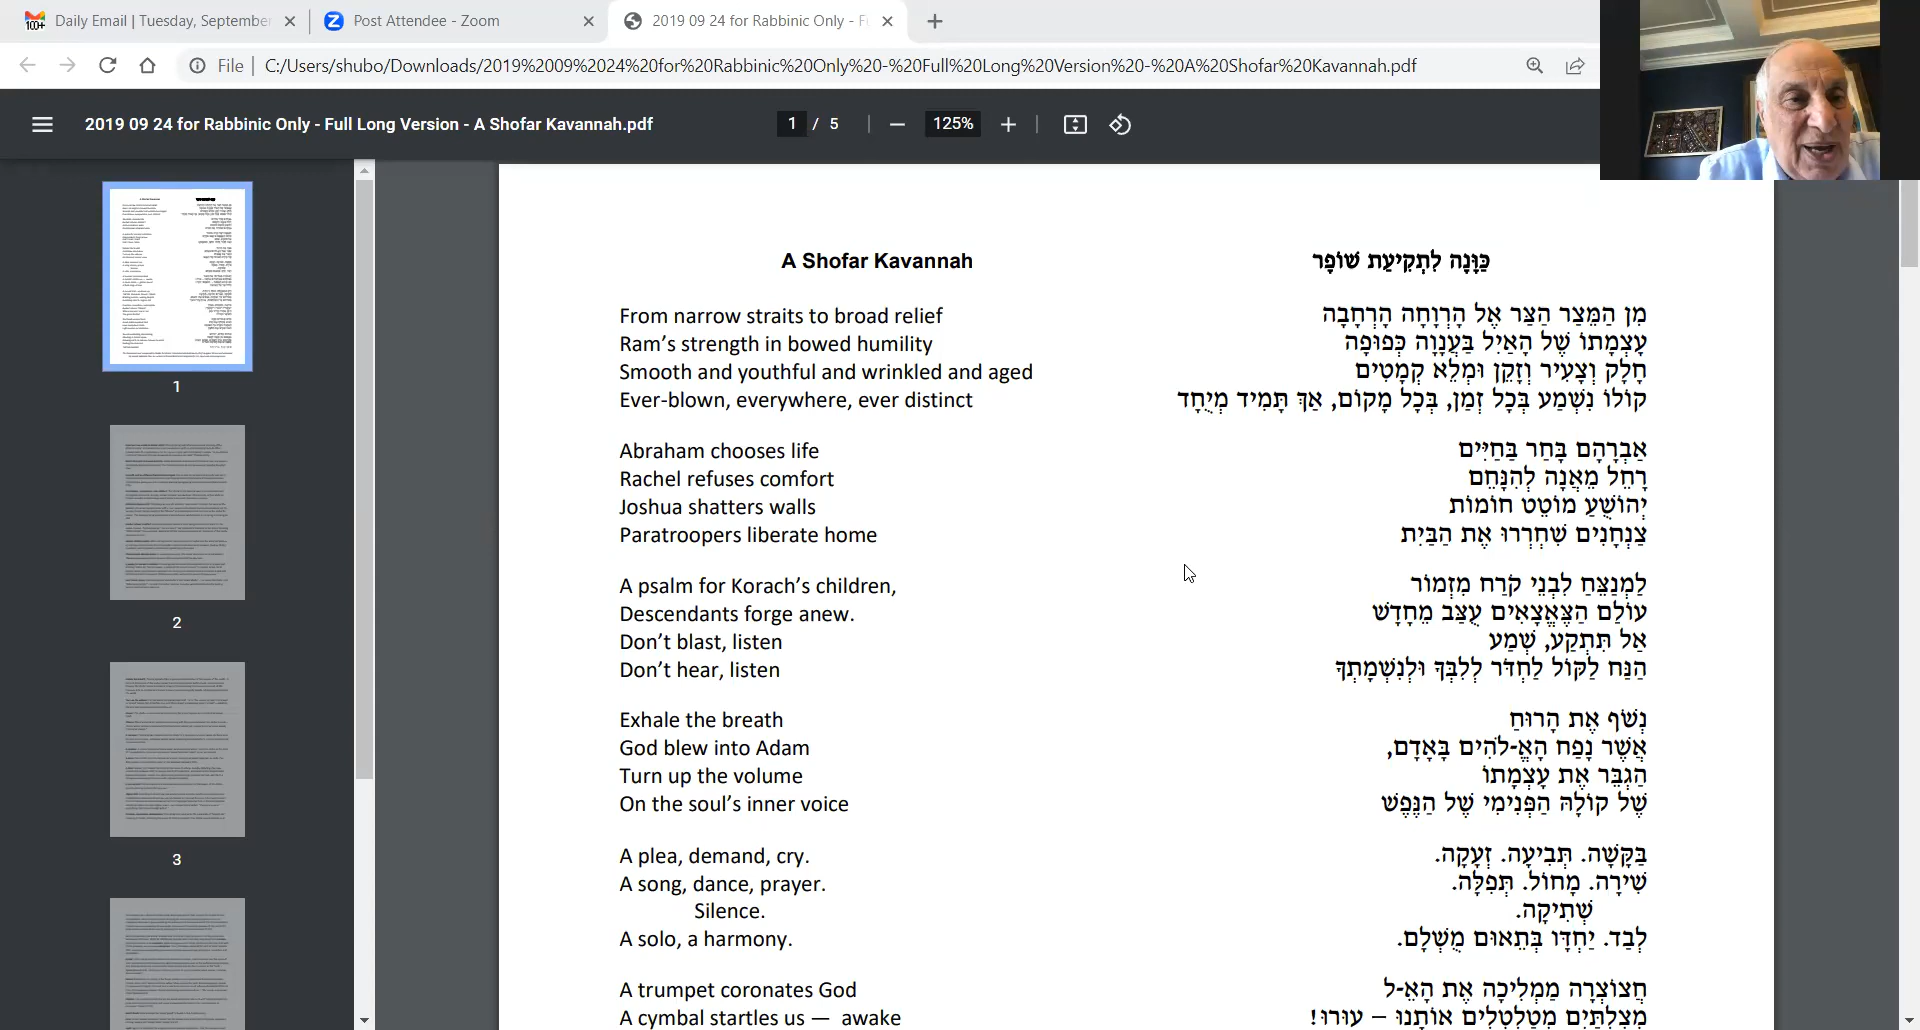 Daily Email | Tuesday, September
Post Attendee - Zoom
2019 09 24 for Rabbinic Only - F
File | C:/Users/shubo/Downloads/2019%2009%2024%20for%20Rabbinic%20Only%20-%20Full%20Long%20Version%20-%20A%20Shofar%20Kavannah.pdf
2019 09 24 for Rabbinic Only - Full Long Version - A Shofar Kavannah.pdf
1 / 5
125%
1
2
3
A Shofar Kavannah
From narrow straits to broad relief
Ram’s strength in bowed humility
Smooth and youthful and wrinkled and aged
Ever-blown, everywhere, ever distinct
Abraham chooses life
Rachel refuses comfort
Joshua shatters walls
Paratroopers liberate home
A psalm for Korach’s children,
Descendants forge anew.
Don’t blast, listen
Don’t hear, listen
Exhale the breath
God blew into Adam
Turn up the volume
On the soul’s inner voice
A plea, demand, cry.
A song, dance, prayer.
Silence.
A solo, a harmony.
A trumpet coronates God
A cymbal startles us — awake
כַּוָּנָה לִתְקִיעַת שׁוֹפָר
מִן הַמֵּצַר הַצַּר אֶל הָרְוָחָה הָרְחָבָה
עָצְמָתוֹ שֶׁל הָאַיִל בַּעֲנָוָה כְּפוּפָה
חָלָק וְצָעִיר וְזָקֵן וּמְלֵא קְמָטִים
קוֹלוֹ נִשְׁמַע בְּכָל זְמַן, בְּכָל מָקוֹם, אַךְ תָּמִיד מְיֻחָד
אַבְרָהָם בָּחַר בַּחַיִּים
רָחֵל מֵאֲנָה לְהִנָּחֵם
יְהוֹשֻׁעַ מוֹטֵט חוֹמוֹת
צַנְחָנִים שִׁחְרְרוּ אֶת הַבַּיִת
לַמְנַצֵּחַ לִבְנֵי קֹרַח מִזְמוֹר
עוֹלַם הַצֶּאֱצָאִים עֻצַּב מֵחָדָשׁ
אַל תִּתְקַע, שְׁמַע
הַנַּח לַקּוֹל לַחְדֹּר לְלִבְּךָ וּלְנִשְׁמָתְךָ
נְשֹׁף אֶת הָרוּחַ
אֲשֶׁר נָפַח הָאֱ-לֹהִים בָּאָדָם,
הַגְבֵּר אֶת עָצְמָתוֹ
שֶׁל קוֹלָהּ הַפְּנִימִי שֶׁל הַנֶּפֶשׁ
בַּקָּשָׁה. תְּבִיעָה. זְעָקָה.
שִׁירָה. מָחוֹל. תְּפִלָּה.
שְׁתִיקָה.
לְבַד. יַחְדָּו בְּתֵאוּם מֻשְׁלָם.
חֲצוֹצְרָה מַמְלִיכָה אֶת הָאֵ-ל
מְצִלְתַּיִם מְטַלְטְלִים אוֹתָנוּ – עוּרוּ!